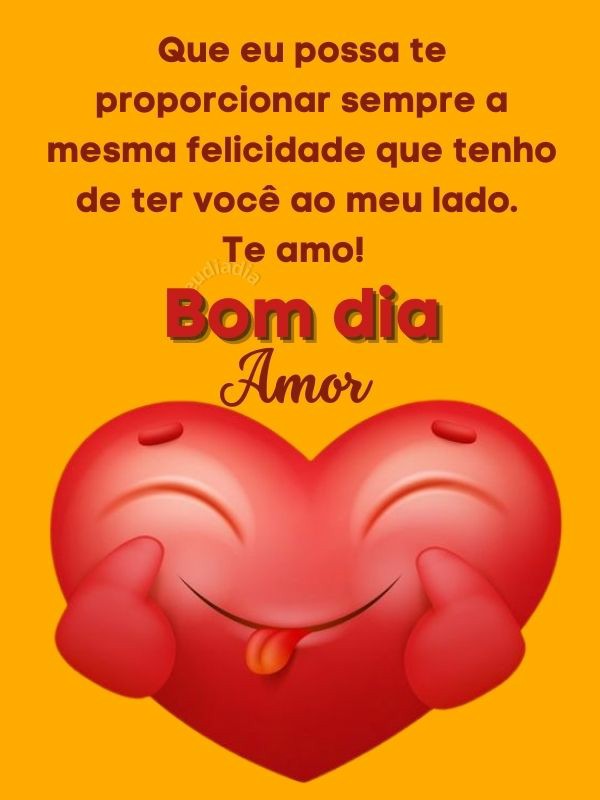 Que eu possa te
proporcionar sempre a
mesma felicidade que tenho
de ter você ao meu lado.
Te amo!
Bom dia
Amor